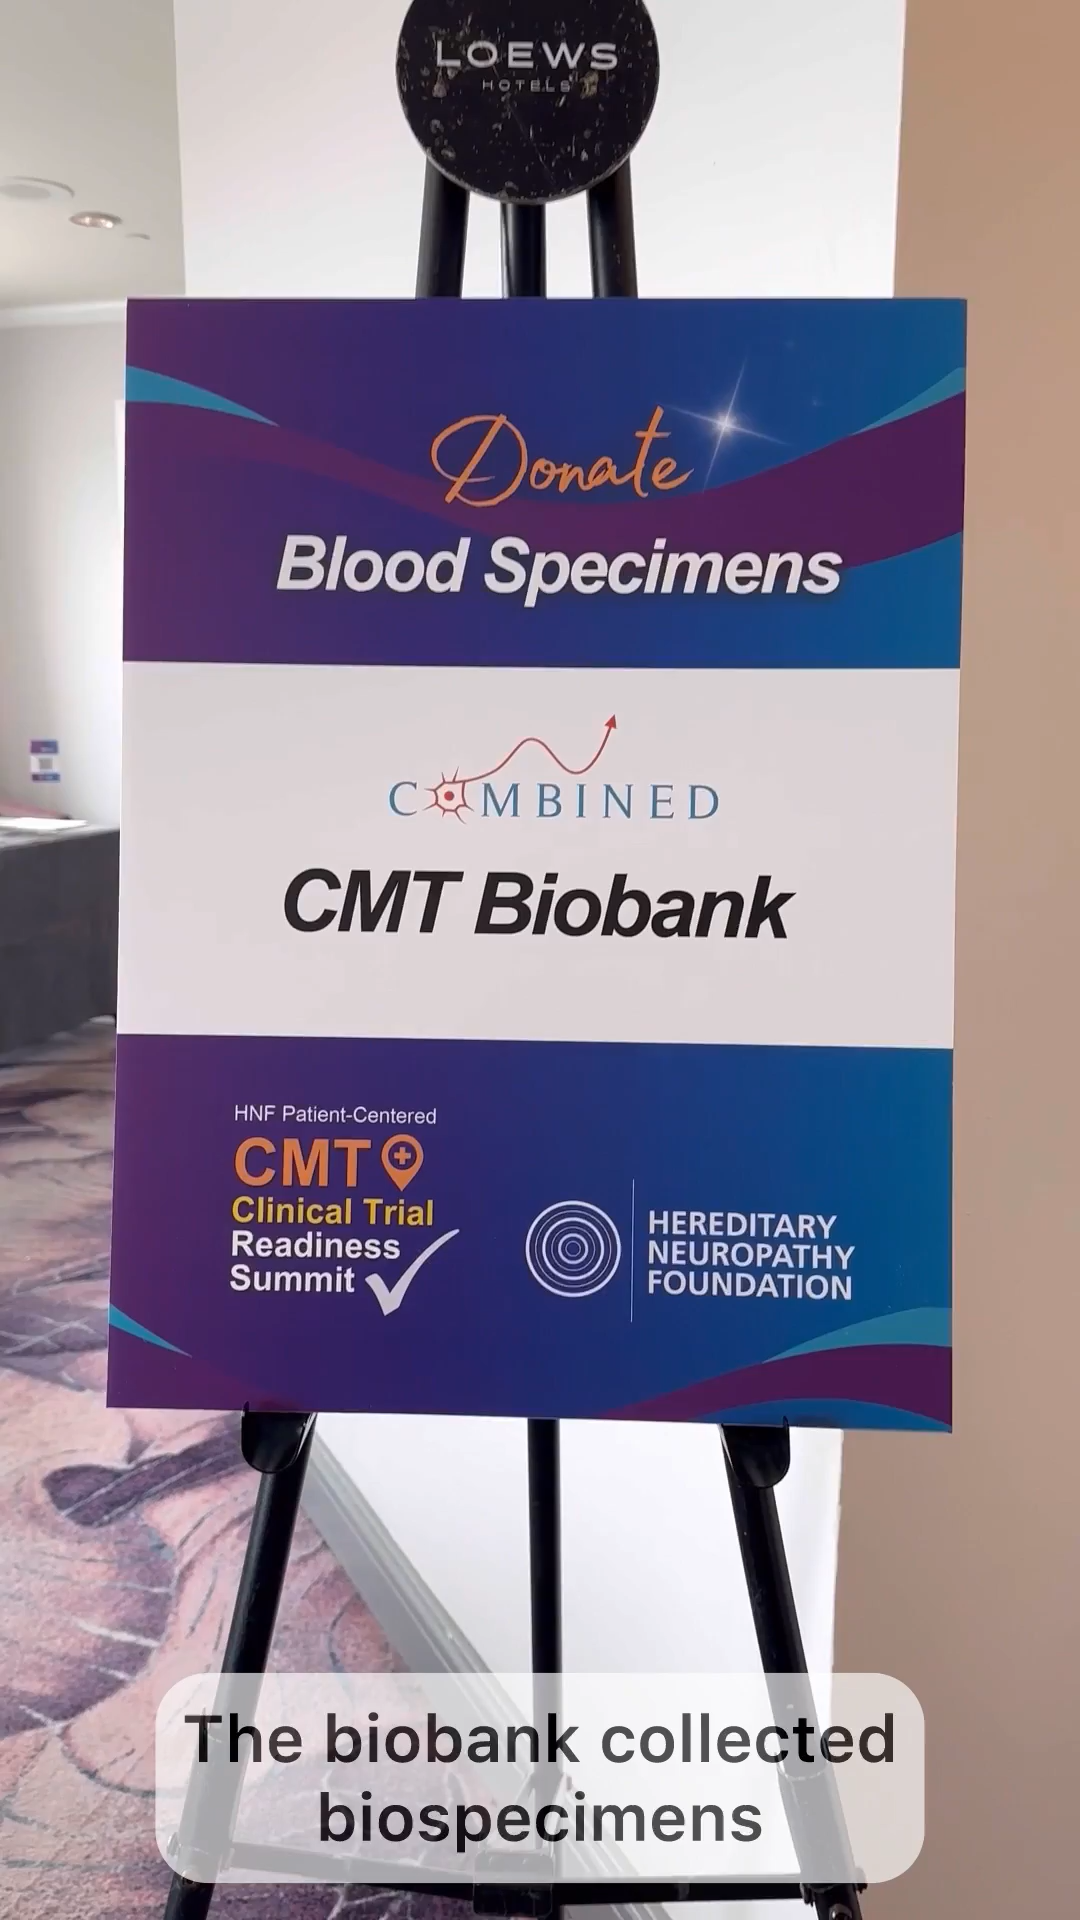 LOEWS
HOTELS
Donate
Blood Specimens
COMBINED
CMT Biobank
HNF Patient-Centered
CMT
Clinical Trial
Readiness
Summit
HEREDITARY
NEUROPATHY
FOUNDATION
The biobank collected
biospecimens